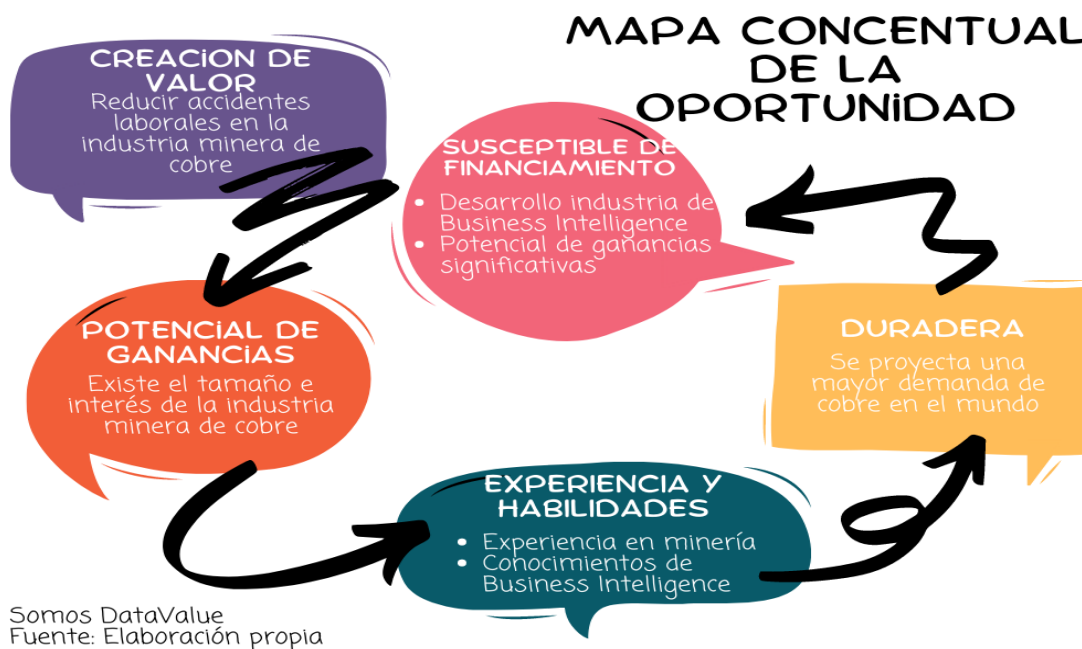 MAPA CONCENTUAL
DE LA
OPORTUNIDAD
CREACION DE
VALOR
Reducir accidentes
laborales en la
industria minera de
cobre
SUSCEPTIBLE DE
FINANCIAMIENTO
• Desarrollo industria de
Business Intelligence
• Potencial de ganancias
significativas
POTENCIAL DE
GANANCIAS
Existe el tamaño e
interés de la industria
minera de cobre
DURADERA
Se proyecta una
mayor demanda de
cobre en el mundo
EXPERIENCIA Y
HABILIDADES
• Experiencia en minería
• Conocimientos de
Business Intelligence
Somos DataValue
Fuente: Elaboración propia